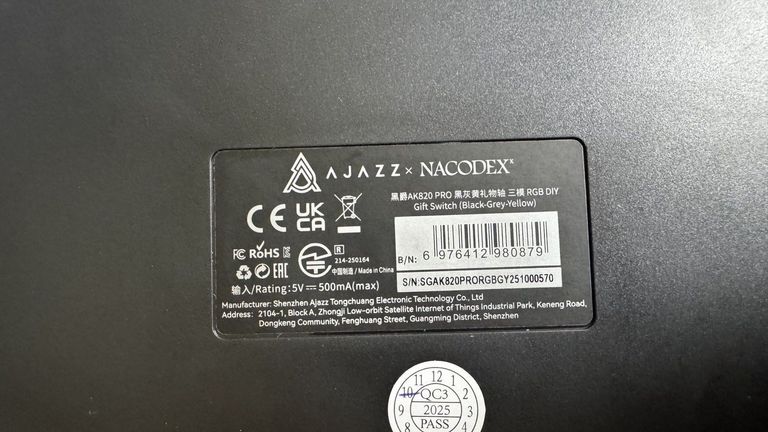 AJAZZ × NACODEX
黑爵AK820 PRO 黑灰黄礼物轴 三模 RGB DIY
Gift Switch (Black-Grey-Yellow)
CE UK CA
FC RoHS
R
214-250164
EAC
中国制造 / Made in China
B/N: 6 976412 980879
S/N:SGAK820PRORGBGY251000570
输入/Rating: 5V⎓ 500mA(max)
Manufacturer: Shenzhen Ajazz Tongchuang Electronic Technology Co., Ltd
Address: 2104-1, Block A, Zhongji Low-orbit Satellite Internet of Things Industrial Park, Keneng Road,
Dongkeng Community, Fenghuang Street, Guangming District, Shenzhen
11 12 1
10 QC3 2
9 2025 3
8 PASS 4